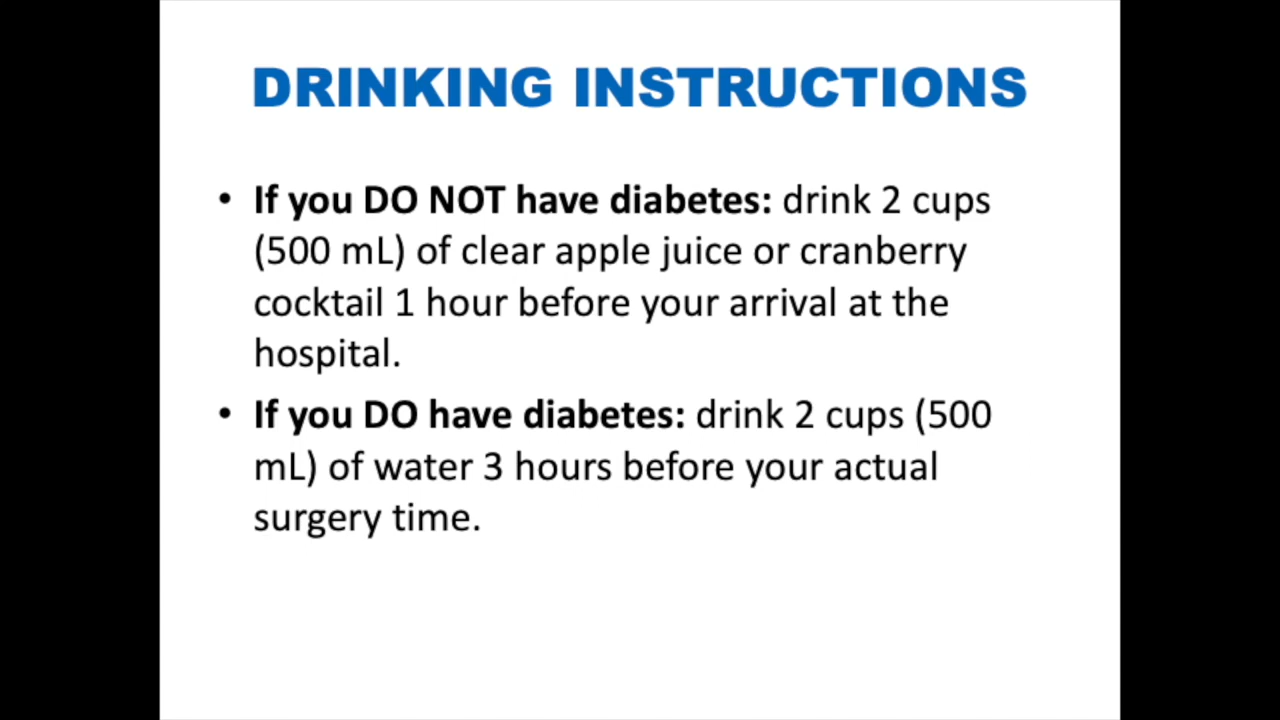 DRINKING INSTRUCTIONS
• If you DO NOT have diabetes: drink 2 cups
(500 mL) of clear apple juice or cranberry
cocktail 1 hour before your arrival at the
hospital.
• If you DO have diabetes: drink 2 cups (500
mL) of water 3 hours before your actual
surgery time.